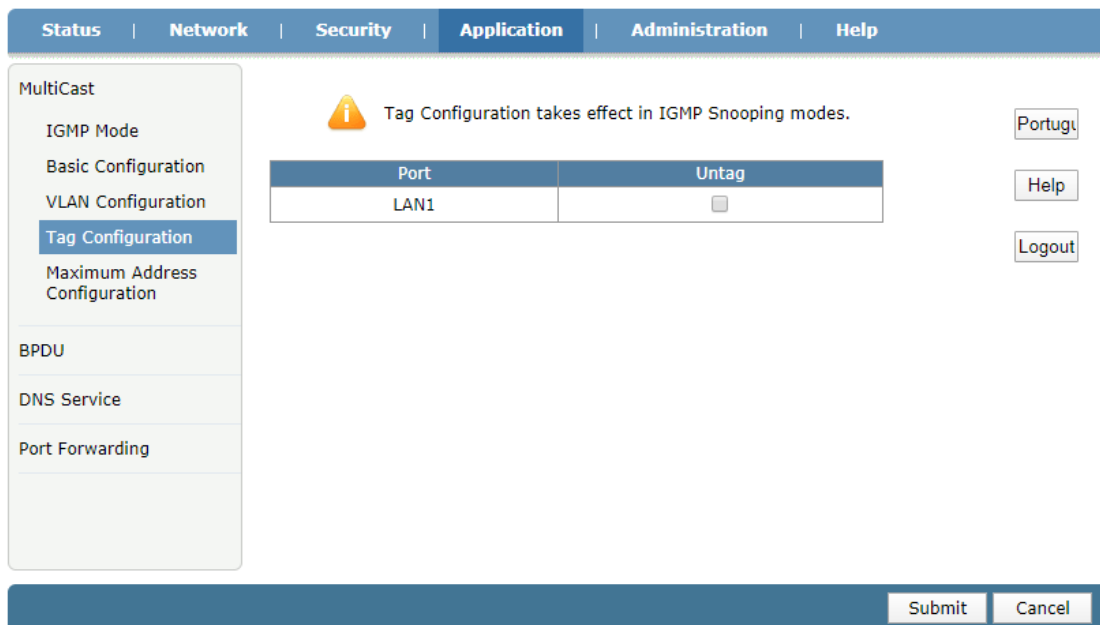 Status | Network | Security | Application | Administration | Help
MultiCast
IGMP Mode
Basic Configuration
VLAN Configuration
Tag Configuration
Maximum Address
Configuration
BPDU
DNS Service
Port Forwarding
Tag Configuration takes effect in IGMP Snooping modes.
Port Untag
LAN1
Portugu
Help
Logout
Submit Cancel